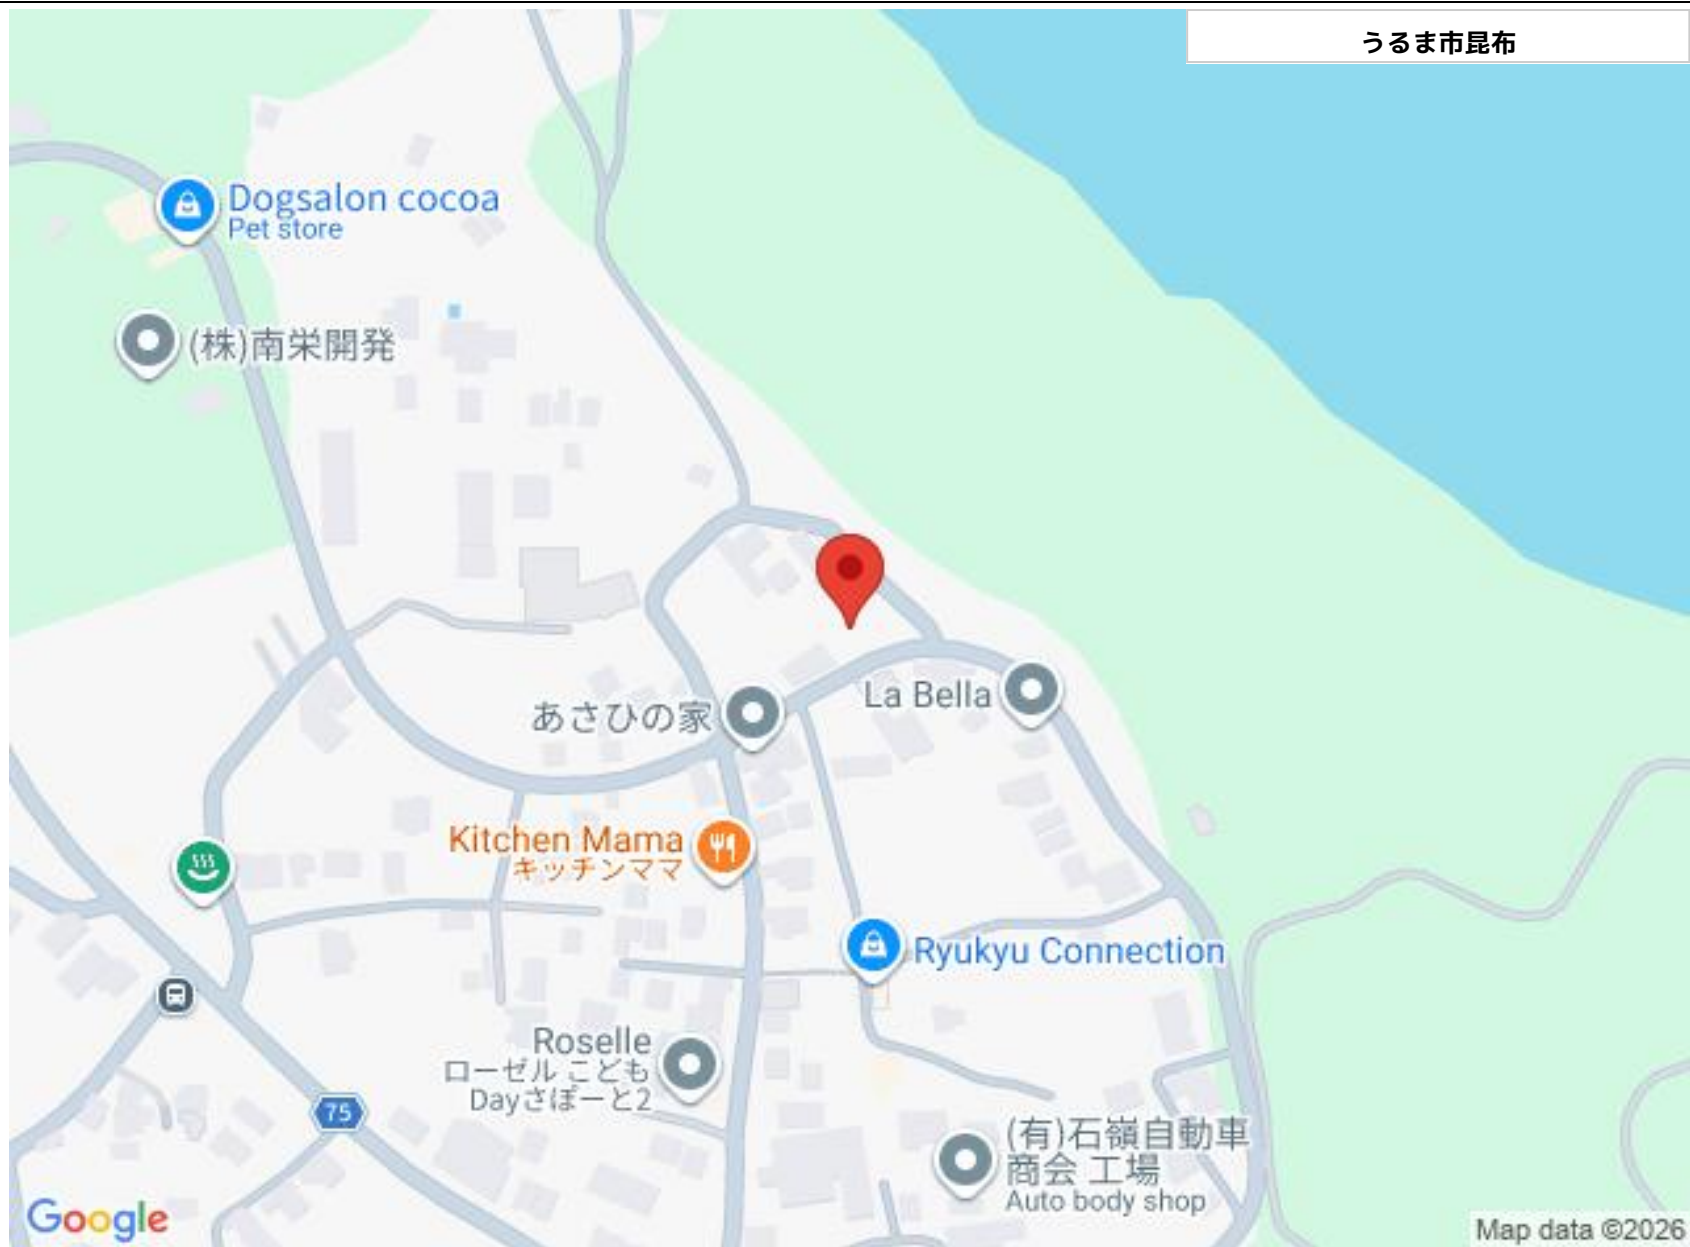 うるま市昆布
Dogsalon cocoa
Pet store
(株)南栄開発
あさひの家
La Bella
Kitchen Mama
キッチンママ
Ryukyu Connection
Roselle
ローゼル こども
Dayさぽーと2
75
(有)石嶺自動車
商会 工場
Auto body shop
Google
Map data ©2026